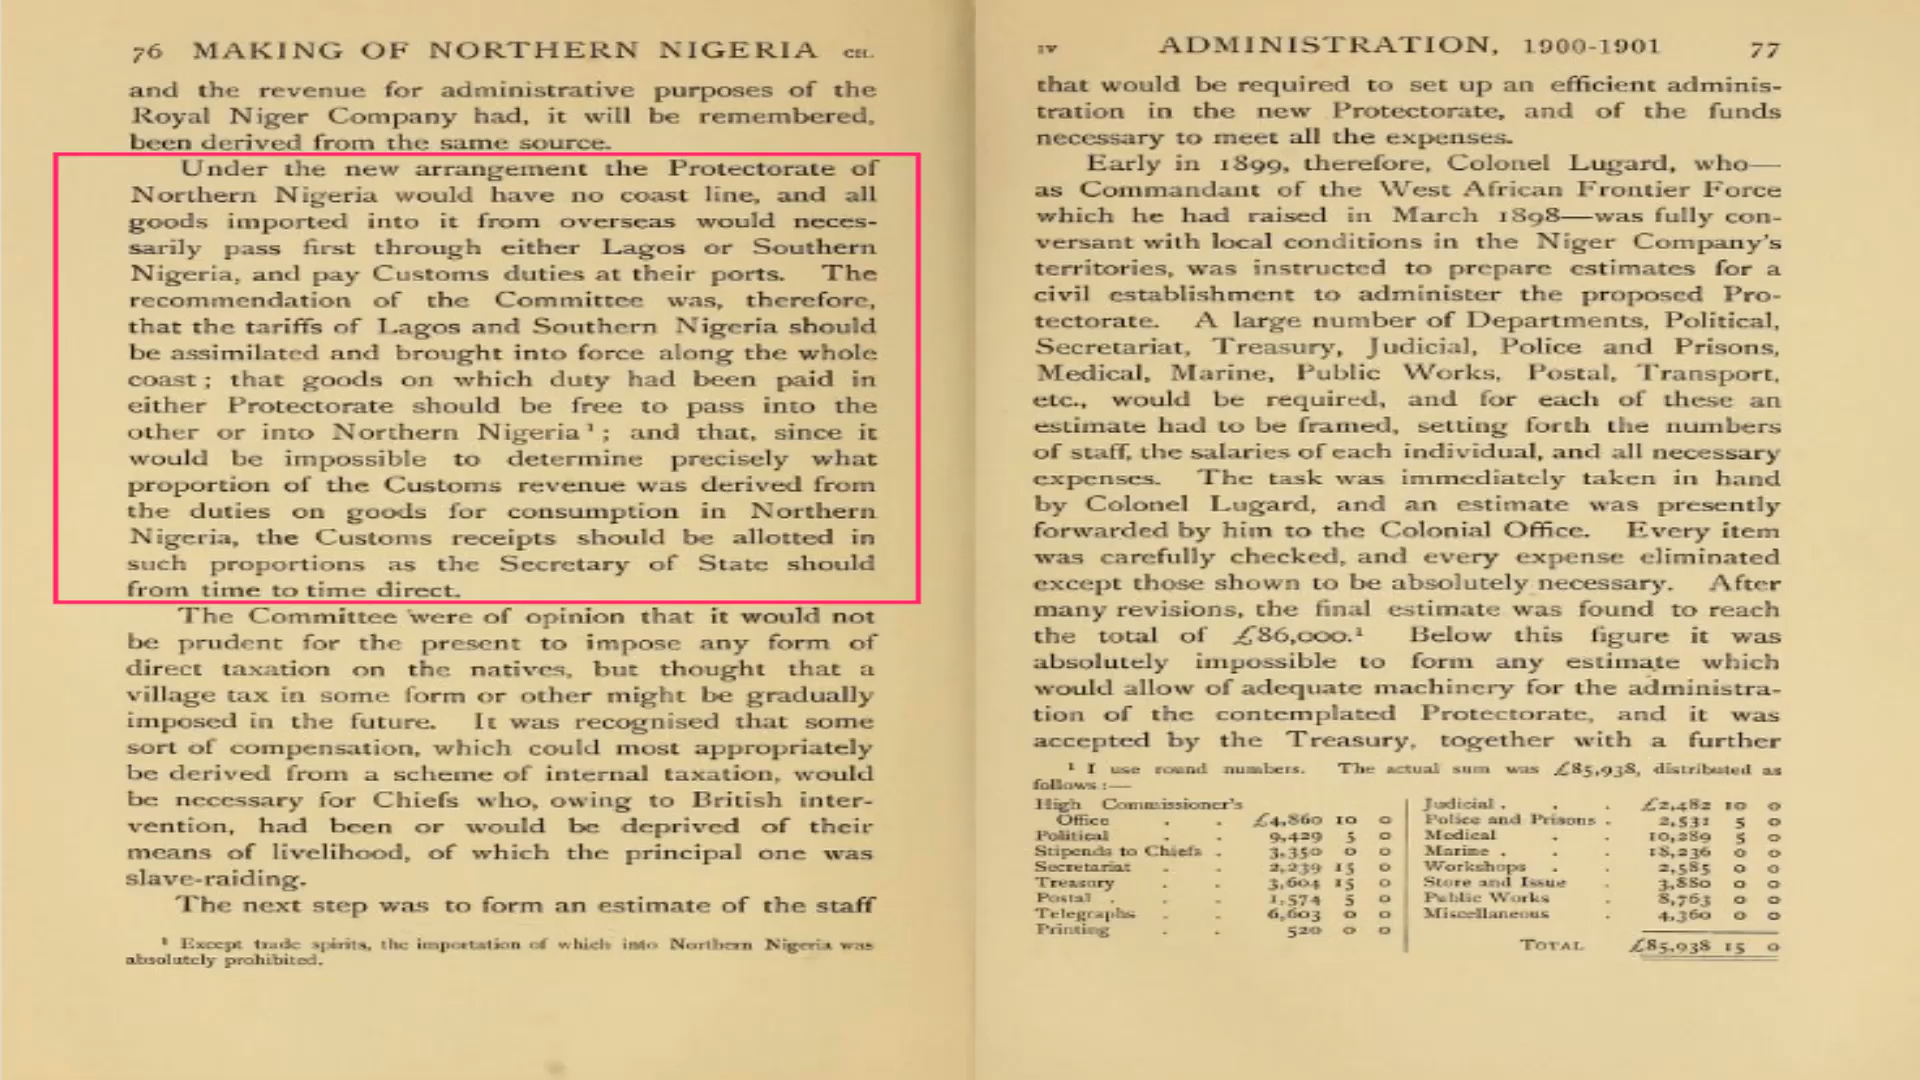 76 MAKING OF NORTHERN NIGERIA
and the revenue for administrative purposes of the
Royal Niger Company had, it will be remembered,
been derived from the same source.
Under the new arrangement the Protectorate of
Northern Nigeria would have no coast line, and all
goods imported into it from overseas would neces-
sarily pass first through either Lagos or Southern
Nigeria, and pay Customs duties at their ports. The
recommendation of the Committee was, therefore,
that the tariffs of Lagos and Southern Nigeria should
be assimilated and brought into force along the whole
coast; that goods on which duty had been paid in
either Protectorate should be free to pass into the
other or into Northern Nigeria¹; and that, since it
would be impossible to determine precisely what
proportion of the Customs revenue was derived from
the duties on goods for consumption in Northern
Nigeria, the Customs receipts should be allotted in
such proportions as the Secretary of State should
from time to time direct.
The Committee were of opinion that it would not
be prudent for the present to impose any form of
direct taxation on the natives, but thought that a
village tax in some form or other might be gradually
imposed in the future. It was recognised that some
sort of compensation, which could most appropriately
be derived from a scheme of internal taxation, would
be necessary for Chiefs who, owing to British inter-
vention, had been or would be deprived of their
means of livelihood, of which the principal one was
slave-raiding.
The next step was to form an estimate of the staff
¹ Except trade spirits, the importation of which into Northern Nigeria was
absolutely prohibited.
IV ADMINISTRATION, 1900-1901 77
that would be required to set up an efficient adminis-
tration in the new Protectorate, and of the funds
necessary to meet all the expenses.
Early in 1899, therefore, Colonel Lugard, who—
as Commandant of the West African Frontier Force
which he had raised in March 1898—was fully con-
versant with local conditions in the Niger Company's
territories, was instructed to prepare estimates for a
civil establishment to administer the proposed Pro-
tectorate. A large number of Departments, Political,
Secretariat, Treasury, Judicial, Police and Prisons,
Medical, Marine, Public Works, Postal, Transport,
etc., would be required, and for each of these an
estimate had to be framed, setting forth the numbers
of staff, the salaries of each individual, and all necessary
expenses. The task was immediately taken in hand
by Colonel Lugard, and an estimate was presently
forwarded by him to the Colonial Office. Every item
was carefully checked, and every expense eliminated
except those shown to be absolutely necessary. After
many revisions, the final estimate was found to reach
the total of £86,000.¹ Below this figure it was
absolutely impossible to form any estimate which
would allow of adequate machinery for the administra-
tion of the contemplated Protectorate, and it was
accepted by the Treasury, together with a further
¹ I use round numbers. The actual sum was £85,938, distributed as
follows:—
High Commissioner's
Office . . £4,860 10 0
Political . . 9,429 5 0
Stipends to Chiefs . 3,350 0 0
Secretariat . . 2,239 15 0
Treasury . . 3,604 15 0
Postal . . 1,574 5 0
Telegraphs . . 6,603 0 0
Printing . . 520 0 0
Judicial . . . £2,482 10 0
Police and Prisons . 2,531 5 0
Medical . . 10,289 5 0
Marine . . . 18,236 0 0
Workshops . . 2,585 0 0
Store and Issue . 3,880 0 0
Public Works . 8,763 0 0
Miscellaneous . 4,360 0 0
TOTAL £85,938 15 0